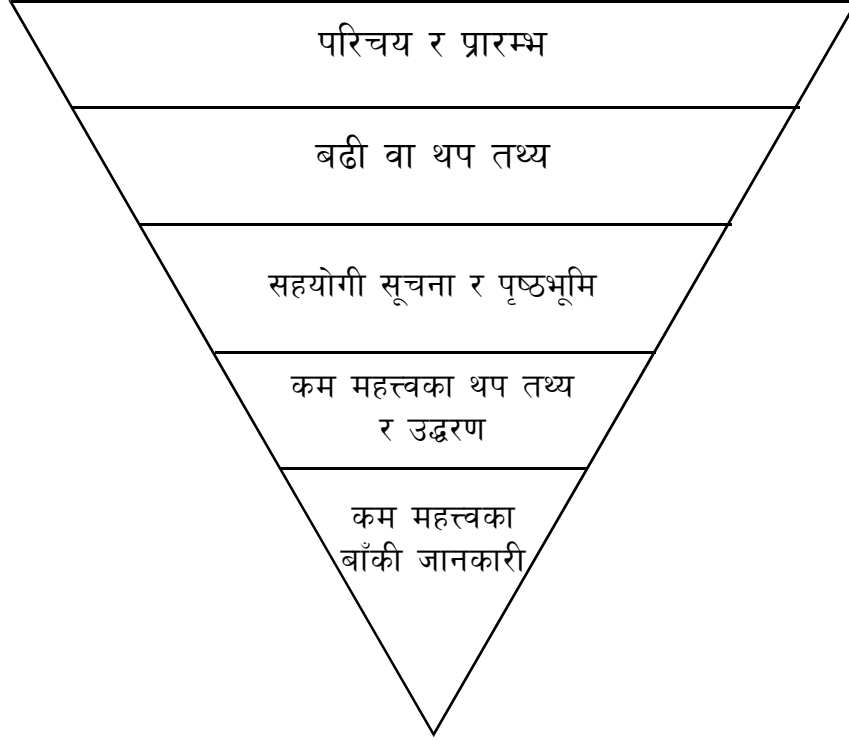 परिचय र प्रारम्भ
बढी वा थप तथ्य
सहयोगी सूचना र पृष्ठभूमि
कम महत्त्वका थप तथ्य
र उद्धरण
कम महत्त्वका
बाँकी जानकारी